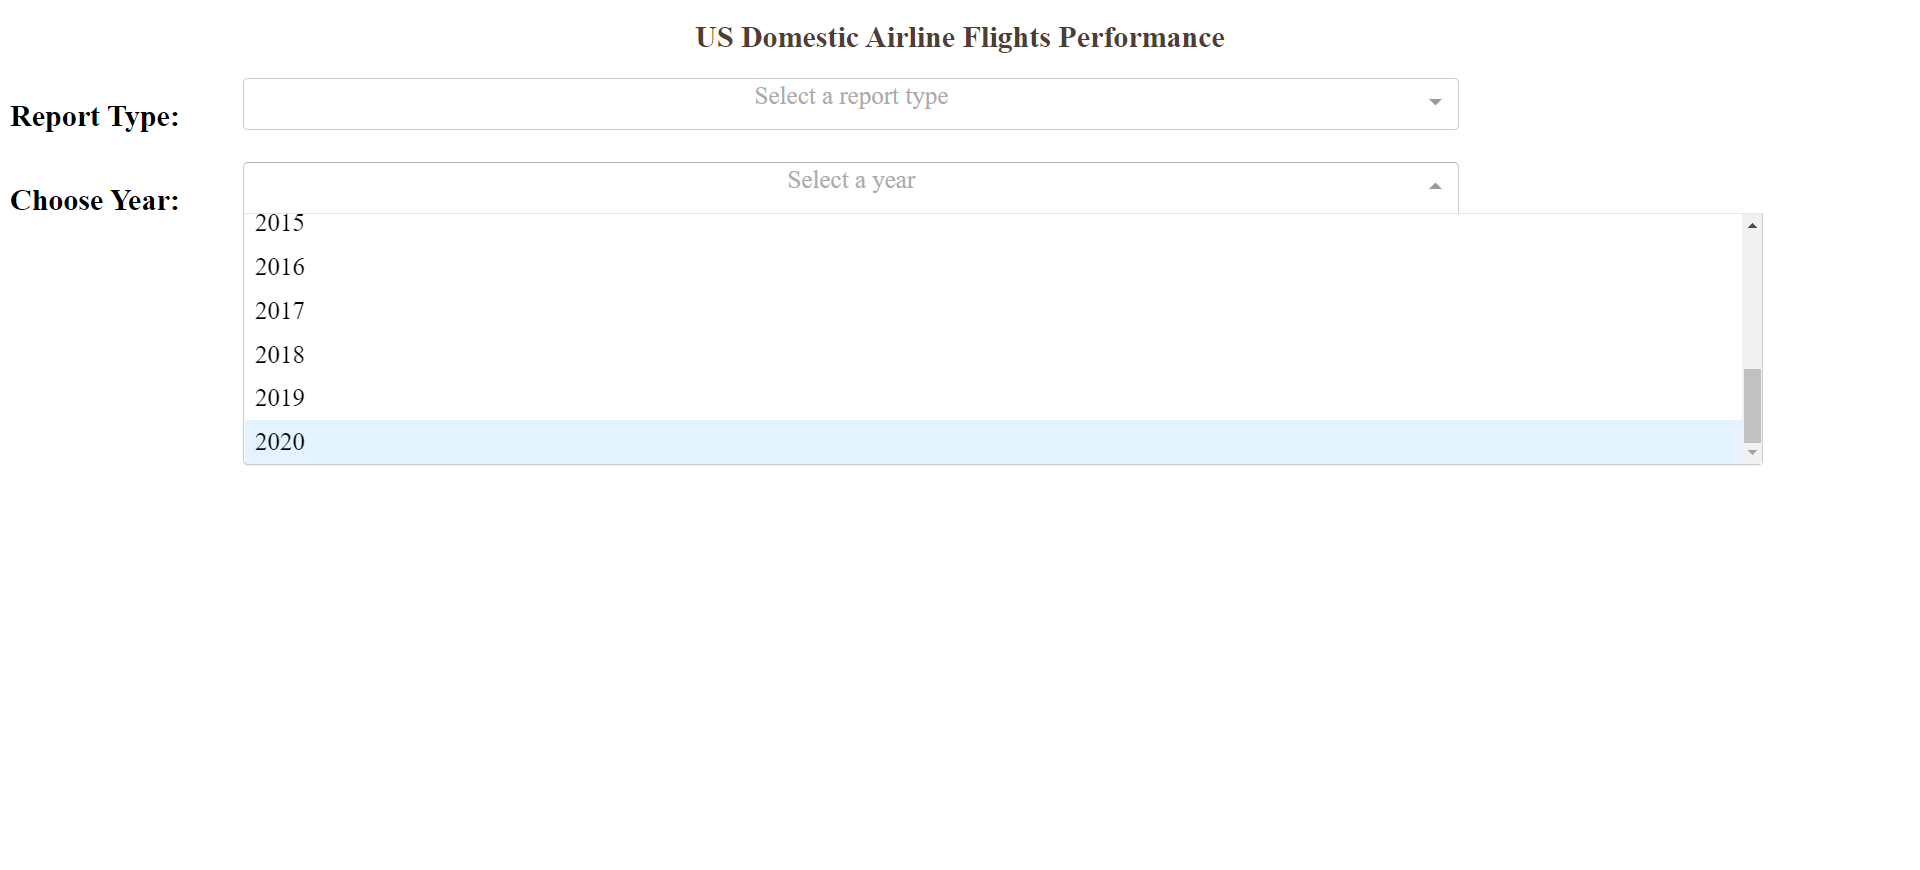 US Domestic Airline Flights Performance
Report Type:
Select a report type
Choose Year:
Select a year
2015
2016
2017
2018
2019
2020